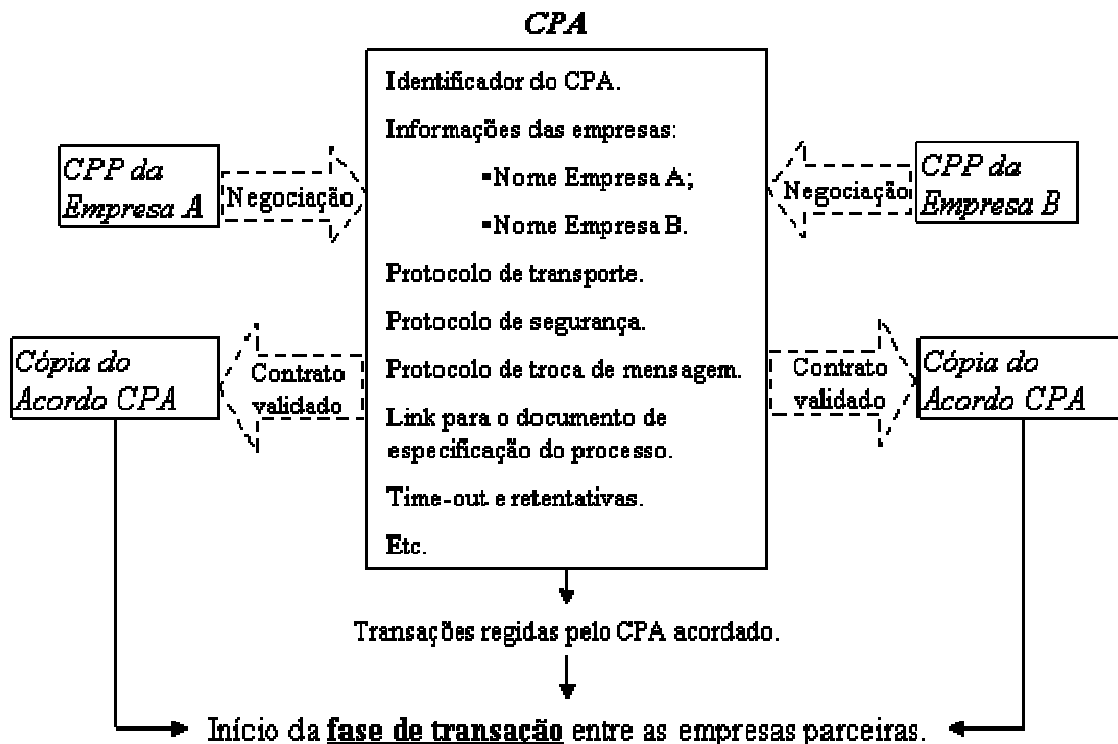 CPA
Identificador do CPA.
Informações das empresas:
▪Nome Empresa A;
▪Nome Empresa B.
Protocolo de transporte.
Protocolo de segurança.
Protocolo de troca de mensagem.
Link para o documento de
especificação do processo.
Time-out e retentativas.
Etc.
CPP da
Empresa A
Negociação
Negociação
CPP da
Empresa B
Cópia do
Acordo CPA
Contrato
validado
Contrato
validado
Cópia do
Acordo CPA
Transações regidas pelo CPA acordado.
Início da fase de transação entre as empresas parceiras.